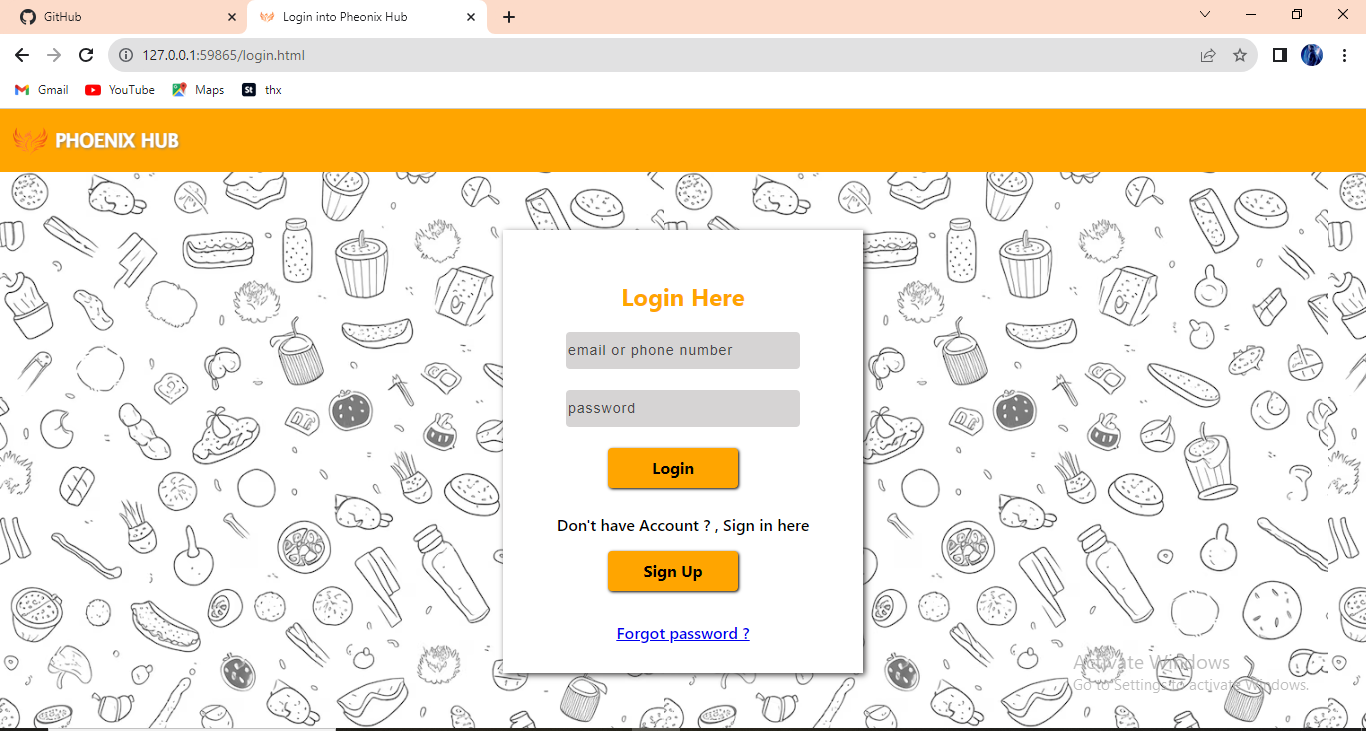 GitHub
Login into Pheonix Hub
127.0.0.1:59865/login.html
Gmail
YouTube
Maps
St
thx
PHOENIX HUB
Login Here
email or phone number
password
Login
Don't have Account ? , Sign in here
Sign Up
Forgot password ?
Activate Windows
Go to Settings to activate Windows.